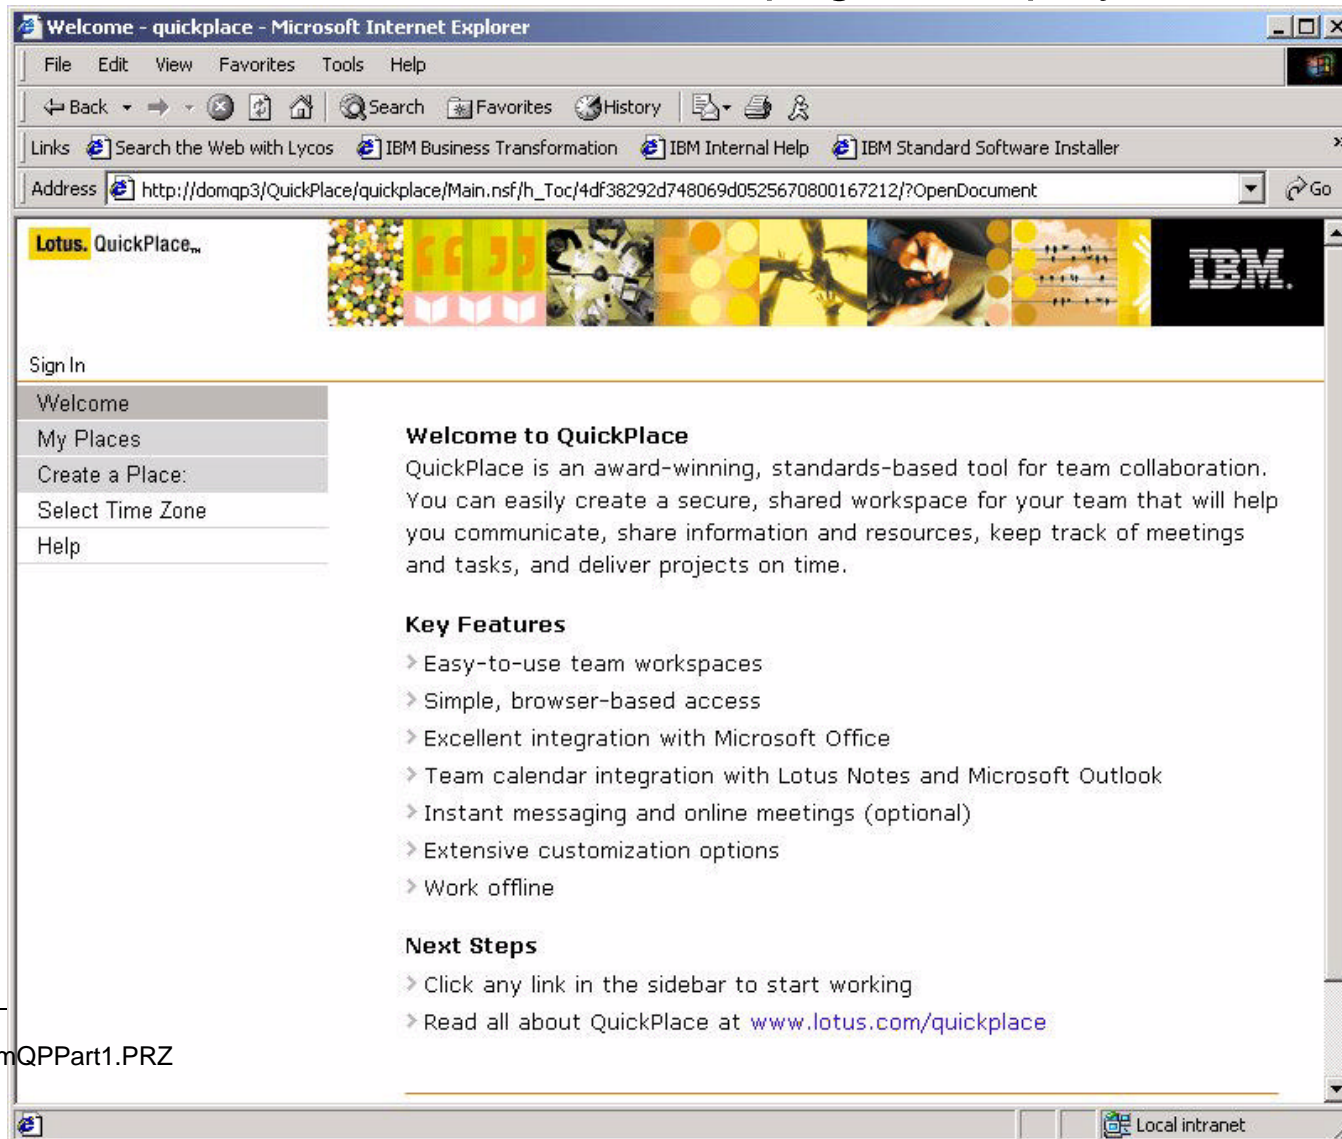 Welcome - quickplace - Microsoft Internet Explorer
File Edit View Favorites Tools Help
Back Search Favorites History
Links Search the Web with Lycos IBM Business Transformation IBM Internal Help IBM Standard Software Installer »
Address http://domqp3/QuickPlace/quickplace/Main.nsf/h_Toc/4df38292d748069d0525670800167212/?OpenDocument Go
Lotus. QuickPlace™
IBM.
Sign In
Welcome
My Places
Create a Place:
Select Time Zone
Help
Welcome to QuickPlace
QuickPlace is an award-winning, standards-based tool for team collaboration.
You can easily create a secure, shared workspace for your team that will help
you communicate, share information and resources, keep track of meetings
and tasks, and deliver projects on time.
Key Features
Easy-to-use team workspaces
Simple, browser-based access
Excellent integration with Microsoft Office
Team calendar integration with Lotus Notes and Microsoft Outlook
Instant messaging and online meetings (optional)
Extensive customization options
Work offline
Next Steps
Click any link in the sidebar to start working
Read all about QuickPlace at www.lotus.com/quickplace
mQPPart1.PRZ
Local intranet